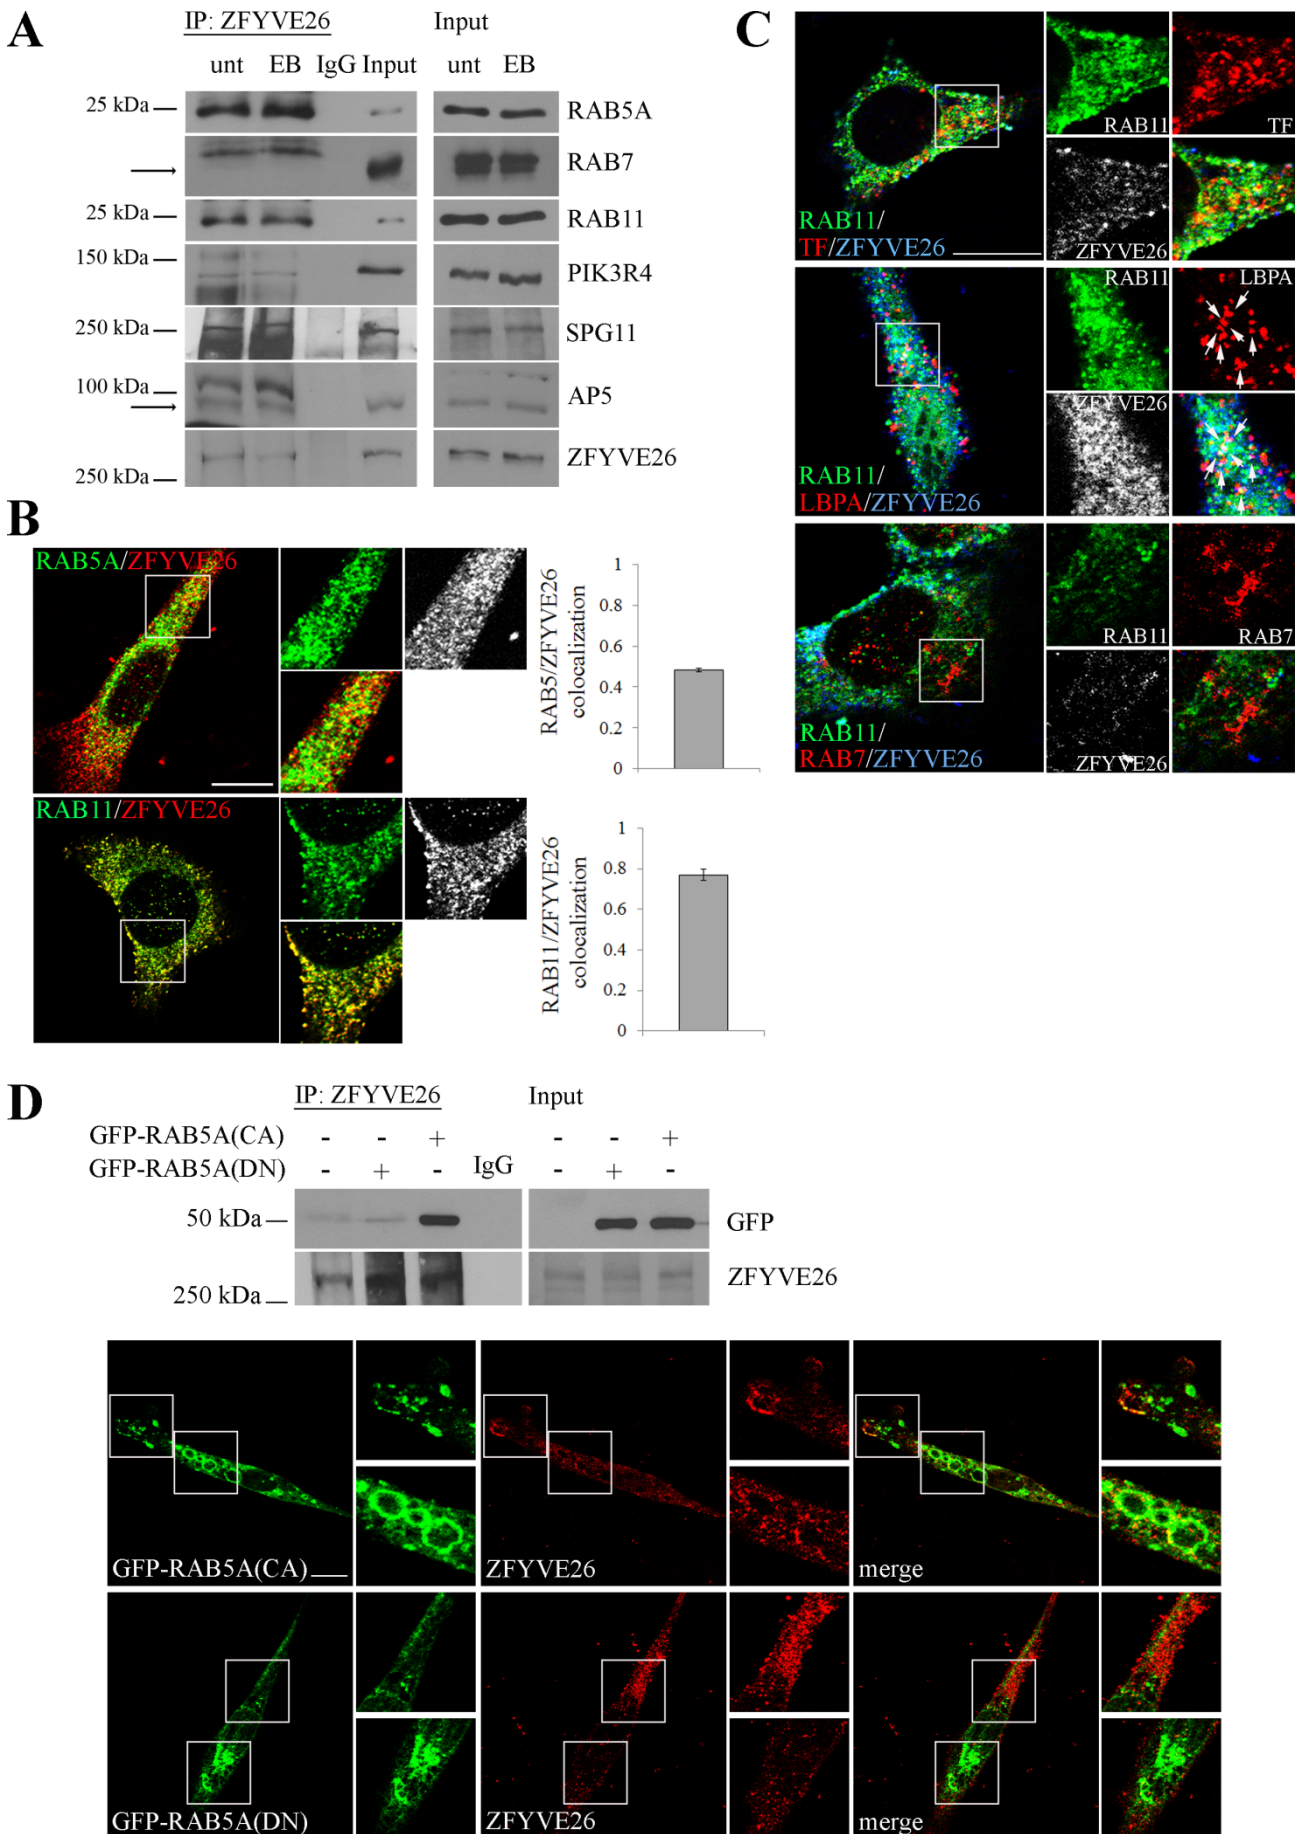 A
IP: ZFYVE26
Input
unt EB IgG Input
unt EB
25 kDa
RAB5A
RAB7
25 kDa
RAB11
150 kDa
PIK3R4
250 kDa
SPG11
100 kDa
AP5
ZFYVE26
250 kDa
B
RAB5A/ZFYVE26
RAB5/ZFYVE26
colocalization
1
0.8
0.6
0.4
0.2
0
RAB11/ZFYVE26
RAB11/ZFYVE26
colocalization
1
0.8
0.6
0.4
0.2
0
C
RAB11/
TF/ZFYVE26
RAB11
TF
ZFYVE26
RAB11/
LBPA/ZFYVE26
RAB11
LBPA
ZFYVE26
RAB11/
RAB7/ZFYVE26
RAB11
RAB7
ZFYVE26
D
IP: ZFYVE26
Input
GFP-RAB5A(CA) - - + - - +
GFP-RAB5A(DN) - + - IgG - + -
50 kDa
GFP
ZFYVE26
250 kDa
GFP-RAB5A(CA)
ZFYVE26
merge
GFP-RAB5A(DN)
ZFYVE26
merge